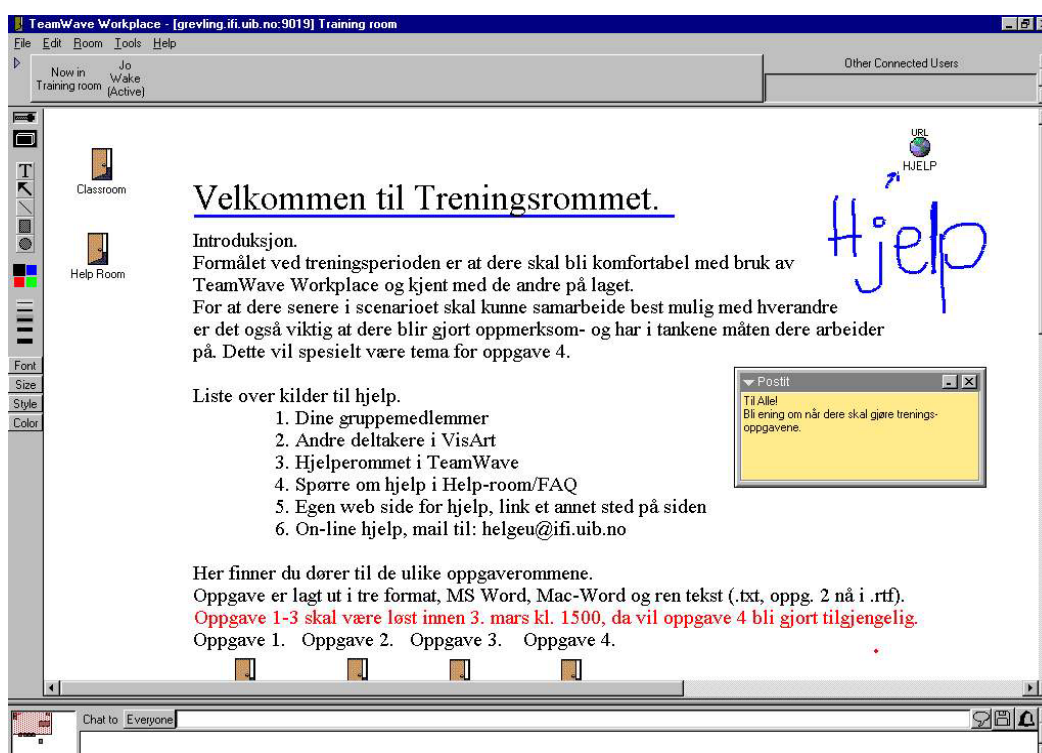 TeamWave Workplace - [grevling.ifi.uib.no:9019] Training room
File Edit Room Tools Help
Now in
Training room
Jo
Wake
(Active)
Other Connected Users
Classroom
Help Room
URL
HJELP
Hjelp
Velkommen til Treningsrommet.
Introduksjon.
Formålet ved treningsperioden er at dere skal bli komfortabel med bruk av
TeamWave Workplace og kjent med de andre på laget.
For at dere senere i scenarioet skal kunne samarbeide best mulig med hverandre
er det også viktig at dere blir gjort oppmerksom- og har i tankene måten dere arbeider
på. Dette vil spesielt være tema for oppgave 4.
Liste over kilder til hjelp.
1. Dine gruppemedlemmer
2. Andre deltakere i VisArt
3. Hjelperommet i TeamWave
4. Spørre om hjelp i Help-room/FAQ
5. Egen web side for hjelp, link et annet sted på siden
6. On-line hjelp, mail til: helgeu@ifi.uib.no
Postit
Til Alle!
Bli ening om når dere skal gjøre trenings-
oppgavene.
Her finner du dører til de ulike oppgaverommene.
Oppgave er lagt ut i tre format, MS Word, Mac-Word og ren tekst (.txt, oppg. 2 nå i .rtf).
Oppgave 1-3 skal være løst innen 3. mars kl. 1500, da vil oppgave 4 bli gjort tilgjengelig.
Oppgave 1. Oppgave 2. Oppgave 3. Oppgave 4.
T
Font
Size
Style
Color
Chat to Everyone